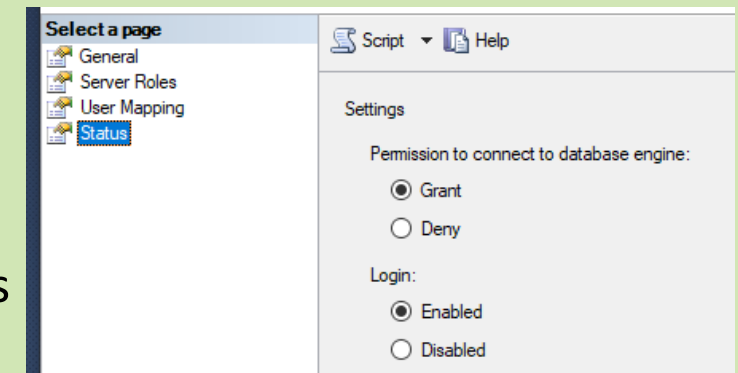 Select a page
General
Server Roles
User Mapping
Status
Script Help
Settings
Permission to connect to database engine:
Grant
Deny
Login:
Enabled
Disabled
s